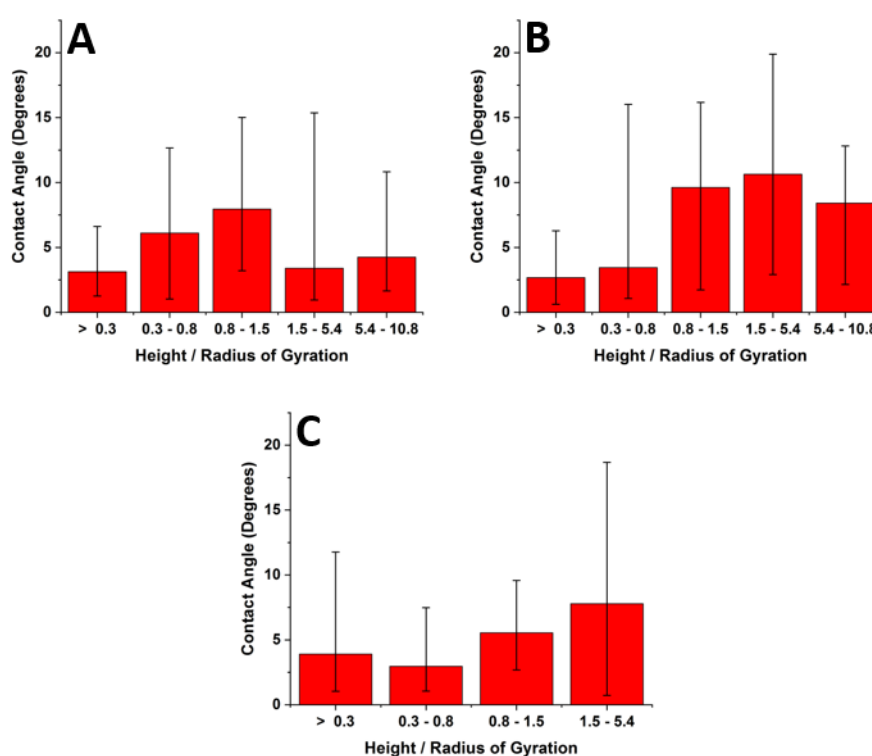 A
Contact Angle (Degrees)
20
15
10
5
0
> 0.3
0.3 - 0.8
0.8 - 1.5
1.5 - 5.4
5.4 - 10.8
Height / Radius of Gyration
B
Contact Angle (Degrees)
20
15
10
5
0
> 0.3
0.3 - 0.8
0.8 - 1.5
1.5 - 5.4
5.4 - 10.8
Height / Radius of Gyration
C
Contact Angle (Degrees)
20
15
10
5
0
> 0.3
0.3 - 0.8
0.8 - 1.5
1.5 - 5.4
Height / Radius of Gyration